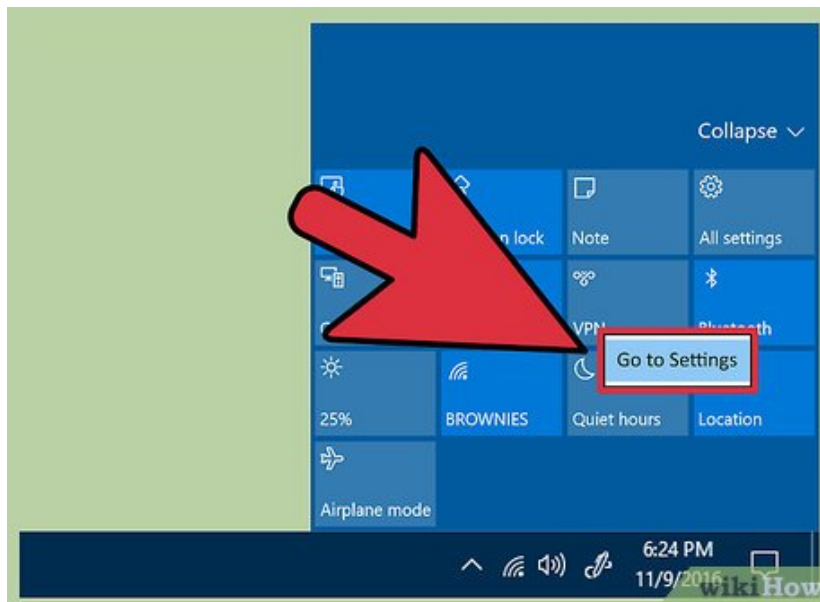 Collapse
n lock
Note
All settings
VPN
Bluetooth
Go to Settings
25%
BROWNIES
Quiet hours
Location
Airplane mode
6:24 PM
11/9/2016
wikiHow